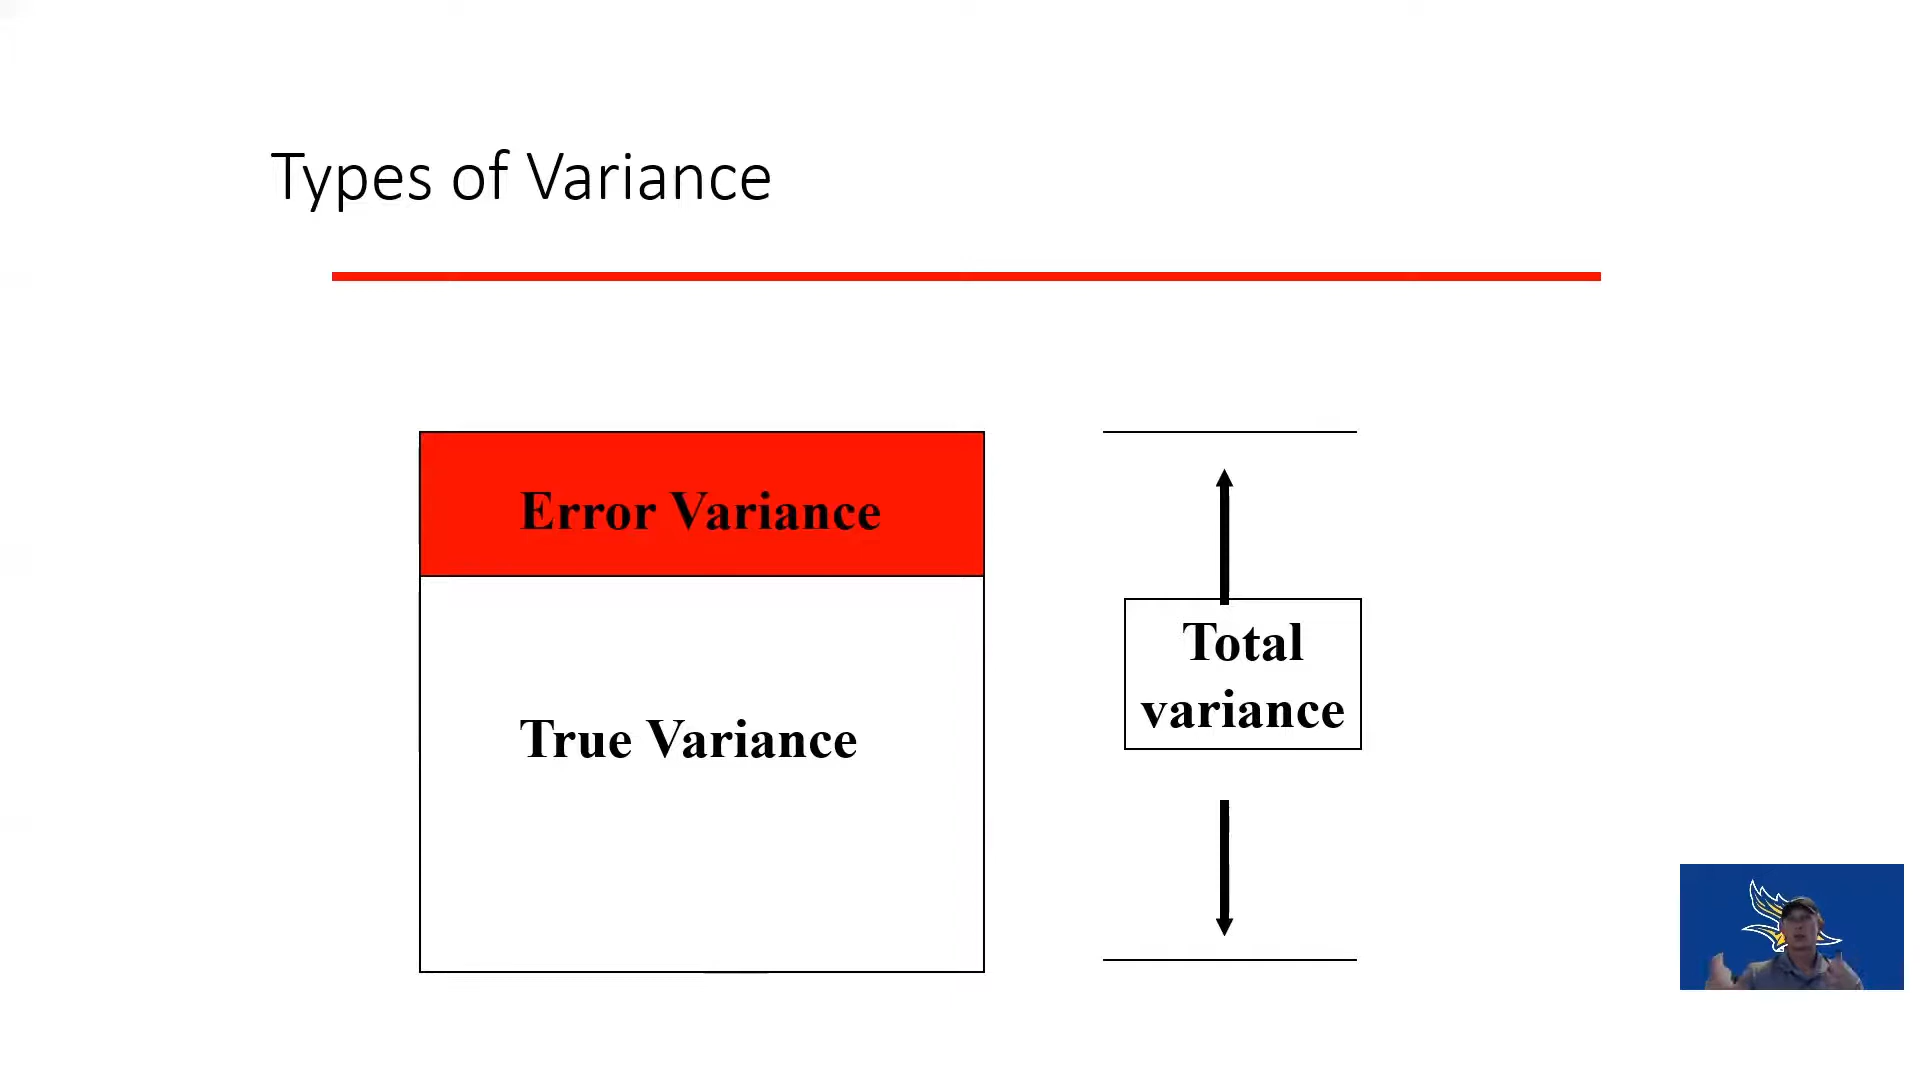 Types of Variance
Error Variance
True Variance
Total
variance